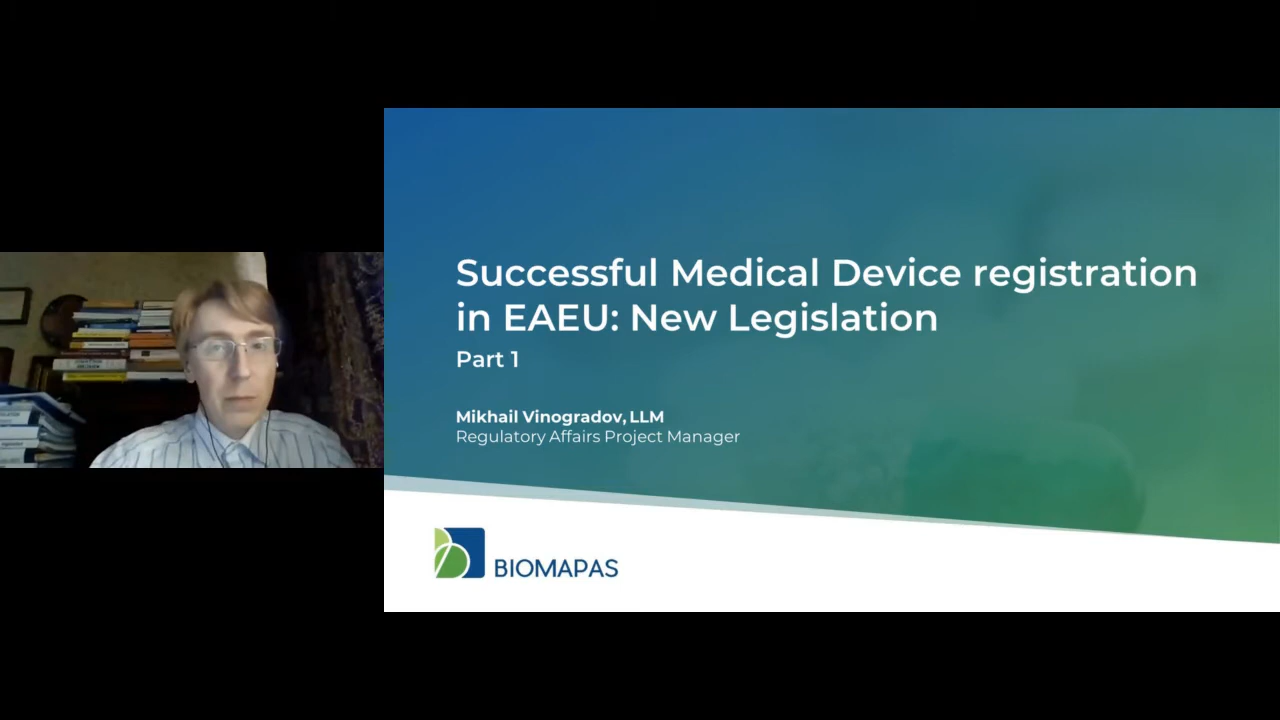 Successful Medical Device registration
in EAEU: New Legislation
Part 1
Mikhail Vinogradov, LLM
Regulatory Affairs Project Manager
BIOMAPAS